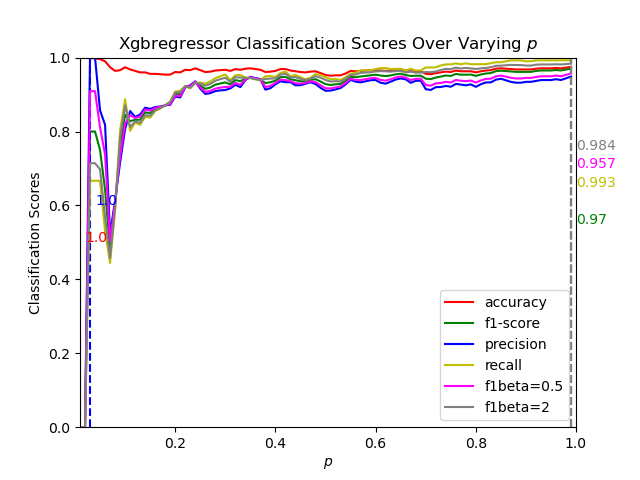 Xgbregressor Classification Scores Over Varying p
1.0
0.8
0.6
0.4
0.2
0.0
Classification Scores
1.0
1.0
0.984
0.957
0.993
0.97
accuracy
f1-score
precision
recall
f1beta=0.5
f1beta=2
0.2
0.4
0.6
0.8
1.0
p